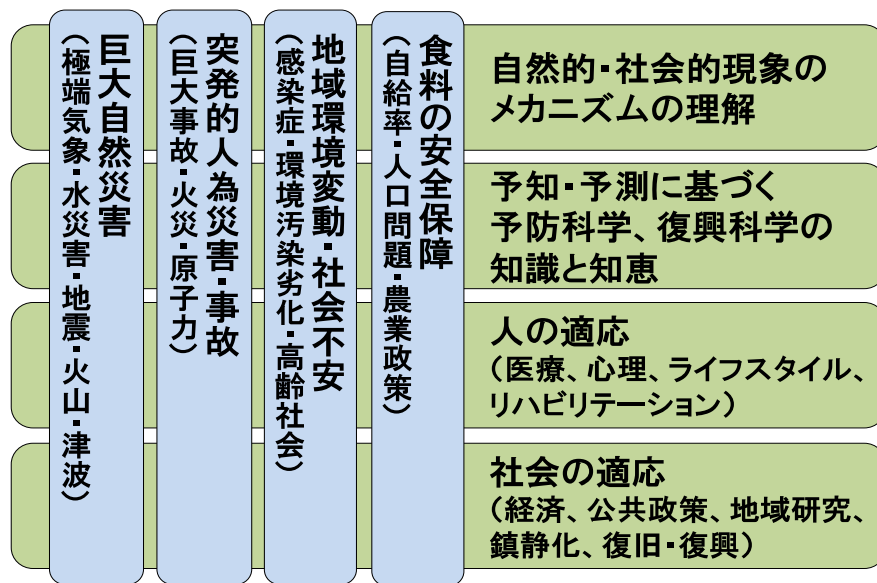 巨大自然災害
（極端気象・水災害・地震・火山・津波）
突発的人為災害・事故
（巨大事故・火災・原子力）
地域環境変動・社会不安
（感染症・環境汚染劣化・高齢社会）
食料の安全保障
（自給率・人口問題・農業政策）
自然的・社会的現象の
メカニズムの理解
予知・予測に基づく
予防科学、復興科学の
知識と知恵
人の適応
（医療、心理、ライフスタイル、
リハビリテーション）
社会の適応
（経済、公共政策、地域研究、
鎮静化、復旧・復興）